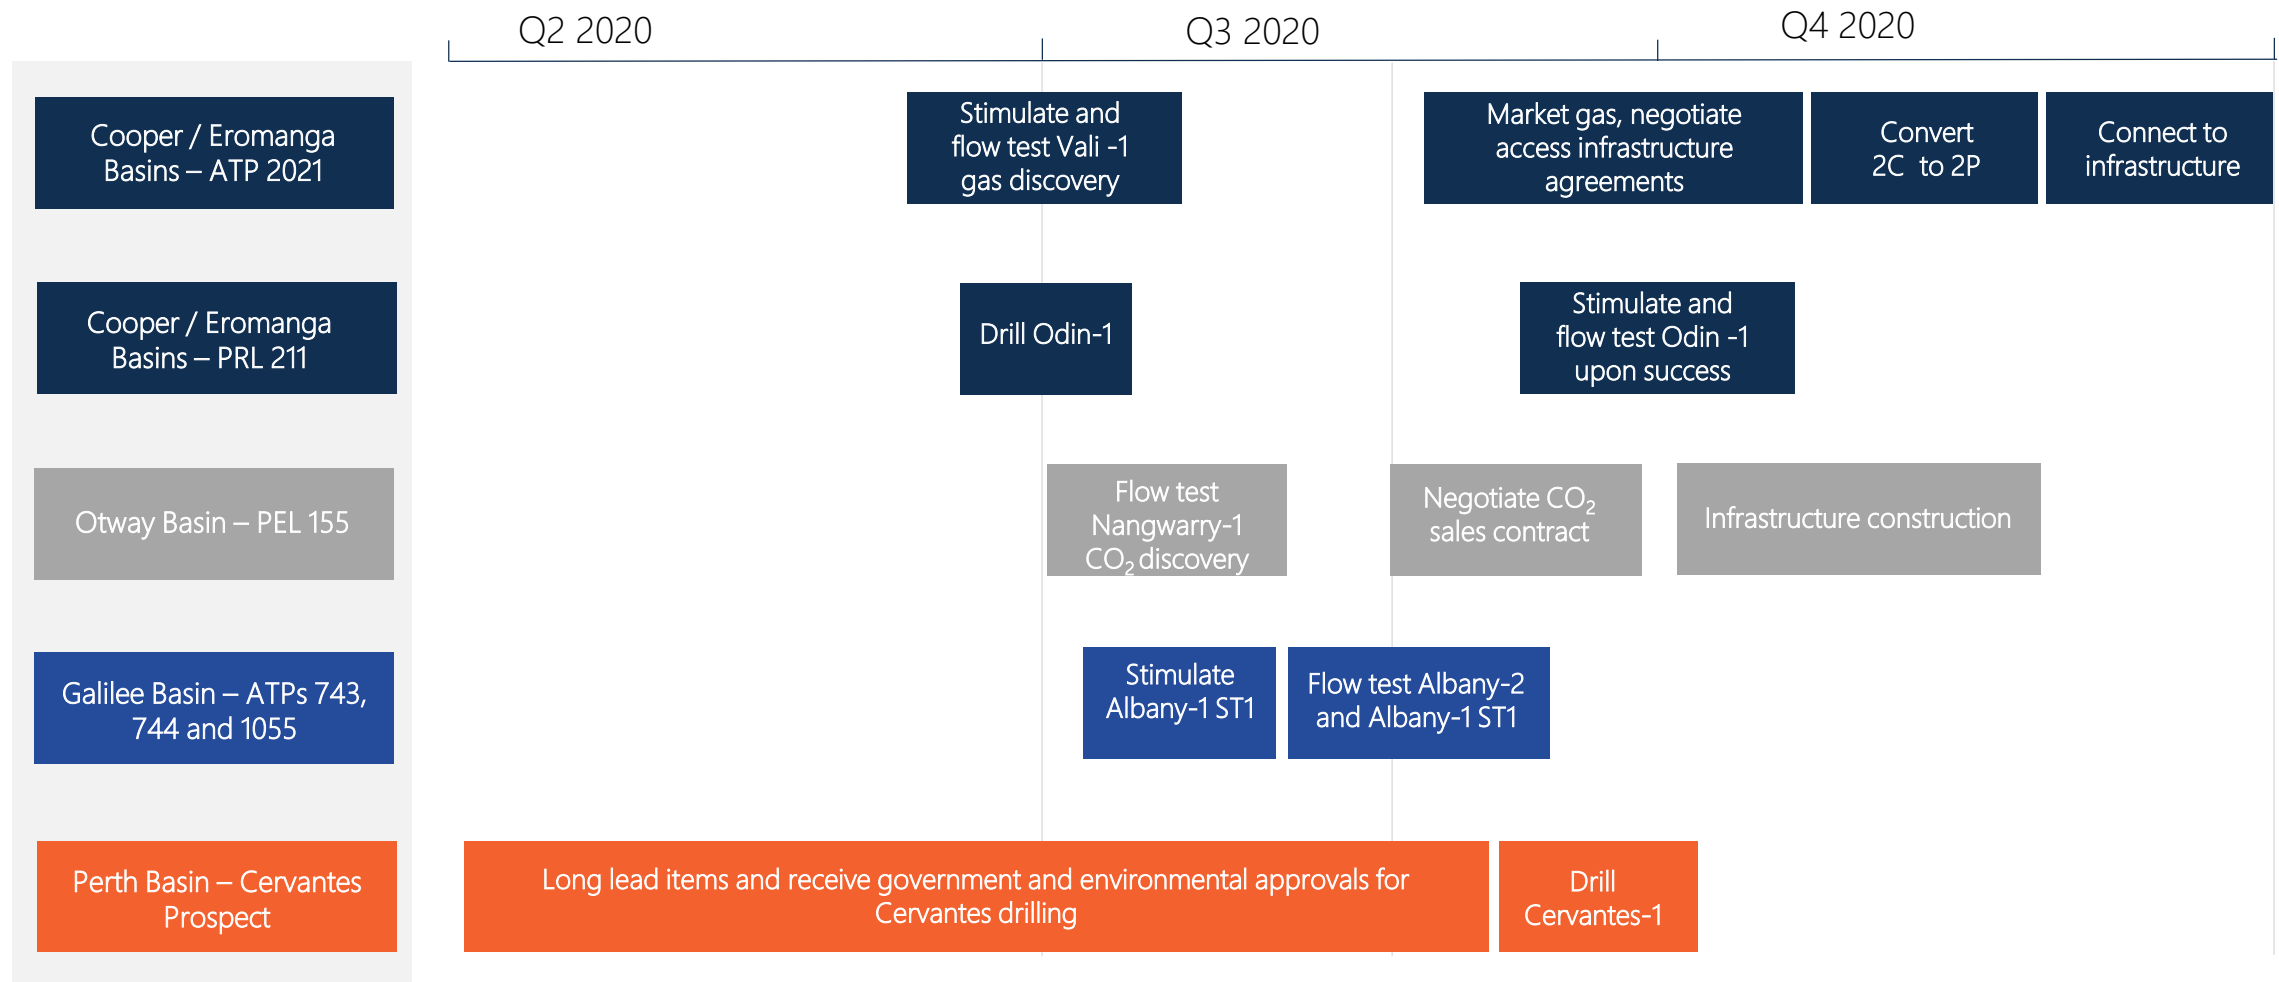 Q2 2020
Q3 2020
Q4 2020
Cooper / Eromanga
Basins – ATP 2021
Stimulate and
flow test Vali -1
gas discovery
Market gas, negotiate
access infrastructure
agreements
Convert
2C  to 2P
Connect to
infrastructure
Cooper / Eromanga
Basins – PRL 211
Drill Odin-1
Stimulate and
flow test Odin -1
upon success
Otway Basin – PEL 155
Flow test
Nangwarry-1
CO₂ discovery
Negotiate CO₂
sales contract
Infrastructure construction
Galilee Basin – ATPs 743,
744 and 1055
Stimulate
Albany-1 ST1
Flow test Albany-2
and Albany-1 ST1
Perth Basin – Cervantes
Prospect
Long lead items and receive government and environmental approvals for
Cervantes drilling
Drill
Cervantes-1